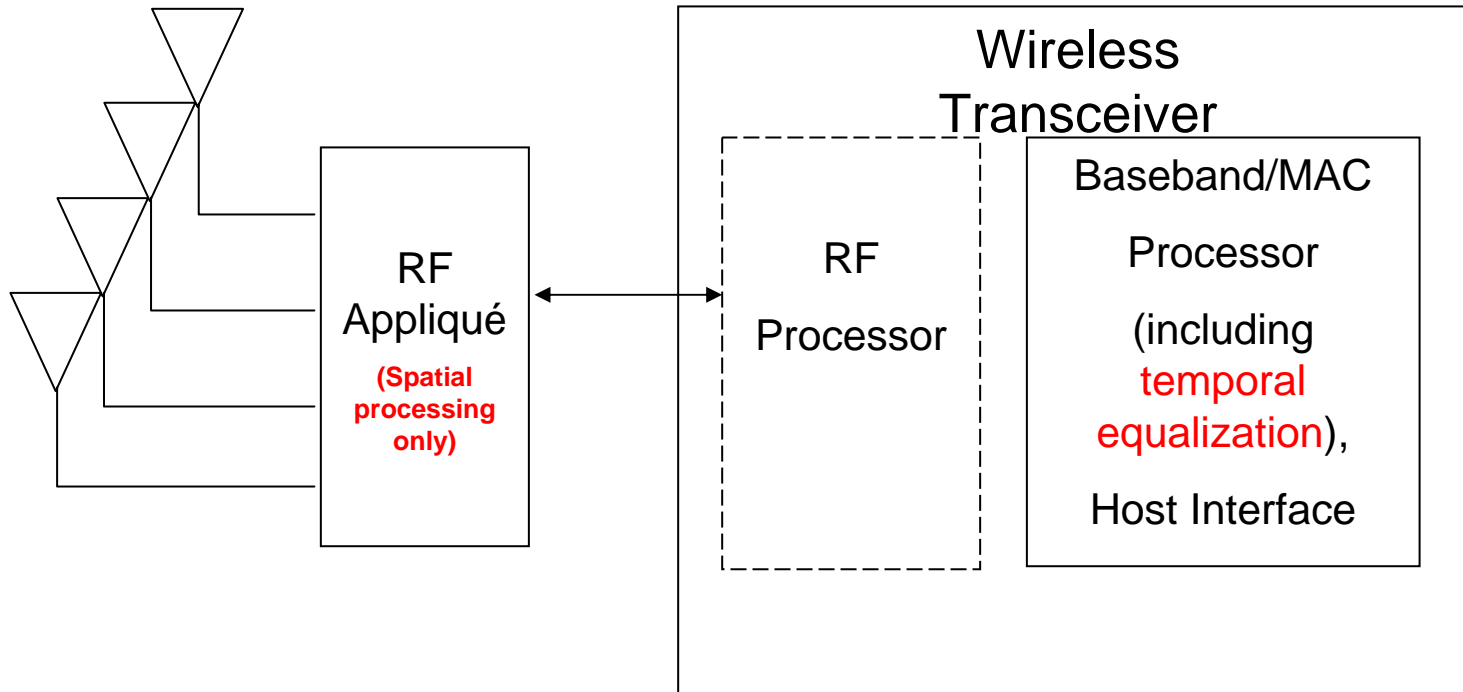 Wireless
Transceiver
RF
Appliqué
(Spatial
processing
only)
RF
Processor
Baseband/MAC
Processor
(including
temporal
equalization),
Host Interface